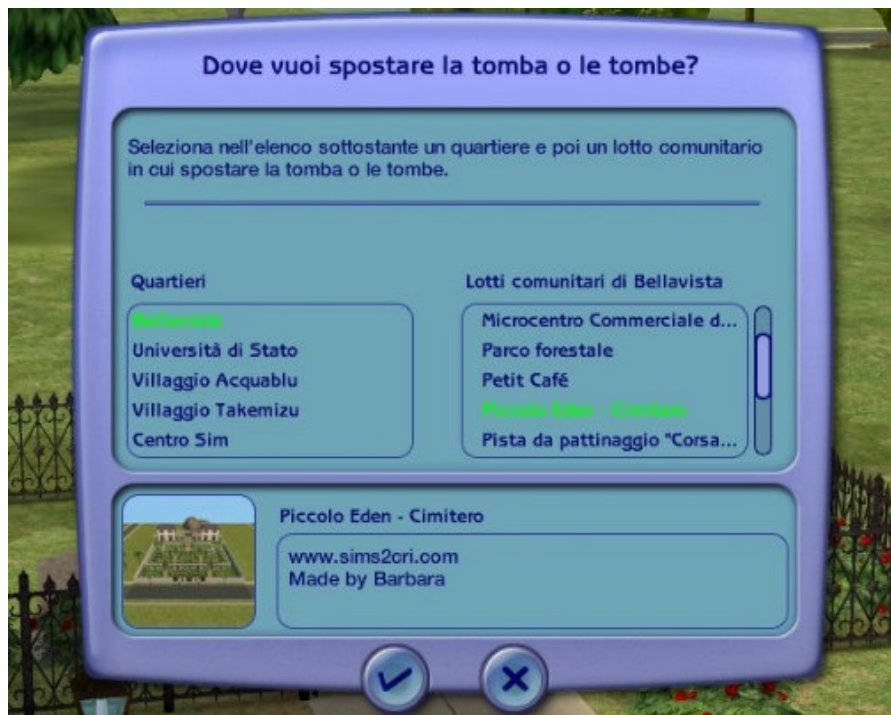 Dove vuoi spostare la tomba o le tombe?
Seleziona nell'elenco sottostante un quartiere e poi un lotto comunitario
in cui spostare la tomba o le tombe.
Quartieri
Bellavista
Università di Stato
Villaggio Acquablu
Villaggio Takemizu
Centro Sim
Lotti comunitari di Bellavista
Microcentro Commerciale d...
Parco forestale
Petit Café
Piccolo Eden - Cimitero
Pista da pattinaggio "Corsa...
Piccolo Eden - Cimitero
www.sims2cri.com
Made by Barbara